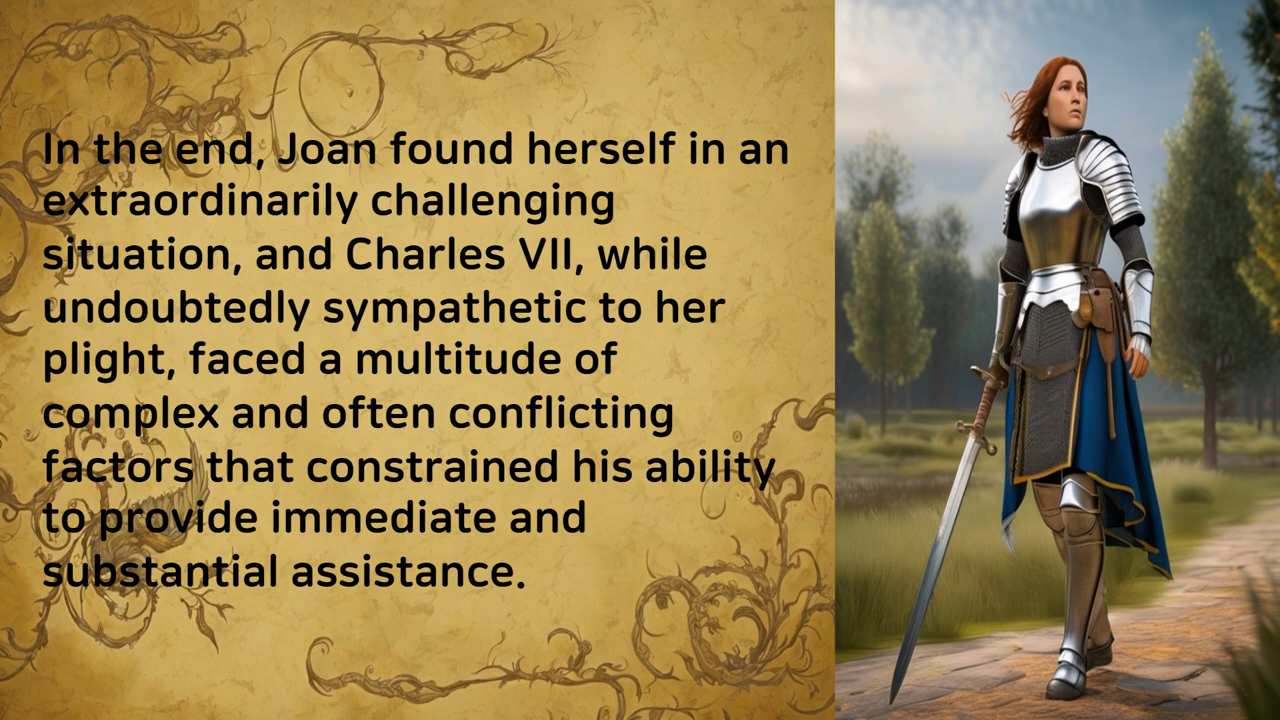 In the end, Joan found herself in an
extraordinarily challenging
situation, and Charles VII, while
undoubtedly sympathetic to her
plight, faced a multitude of
complex and often conflicting
factors that constrained his ability
to provide immediate and
substantial assistance.